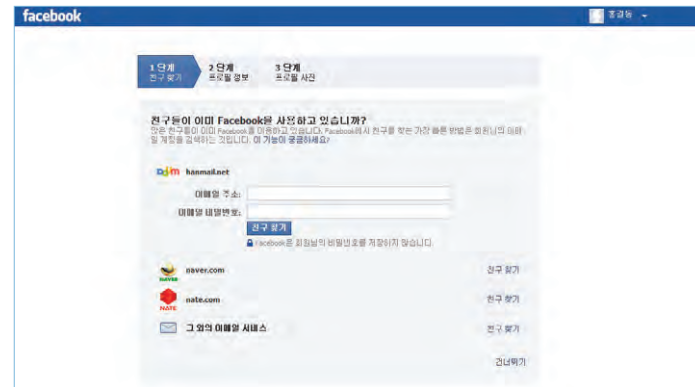 facebook
홍길동
1 단계
친구 찾기
2 단계
프로필 정보
3 단계
프로필 사진
친구들이 이미 Facebook을 사용하고 있습니까?
많은 친구들이 이미 Facebook을 이용하고 있습니다. Facebook에서 친구를 찾는 가장 빠른 방법은 회원님의 이메
일 계정을 검색하는 것입니다. 이 기능이 궁금하세요?
Daum hanmail.net
이메일 주소:
이메일 비밀번호:
친구 찾기
Facebook은 회원님의 비밀번호를 저장하지 않습니다.
NAVER naver.com 친구 찾기
NATE nate.com 친구 찾기
그 외의 이메일 서비스 친구 찾기
건너뛰기